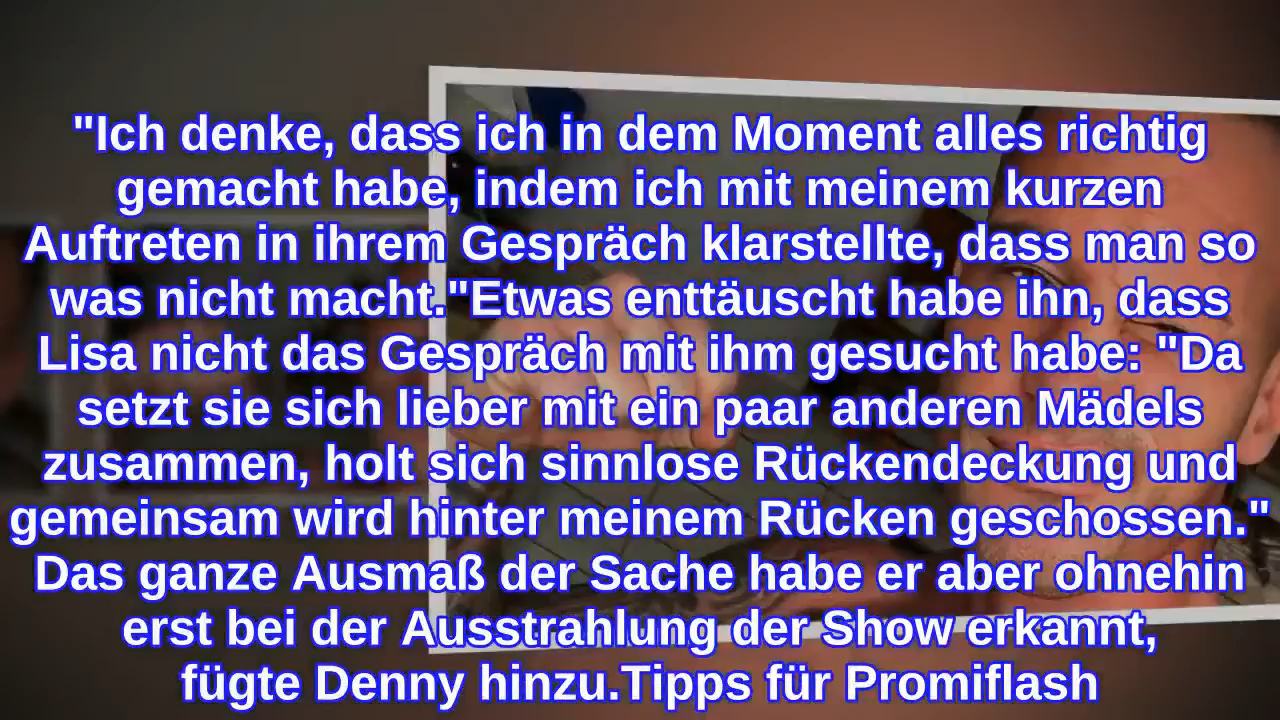 "Ich denke, dass ich in dem Moment alles richtig
gemacht habe, indem ich mit meinem kurzen
Auftreten in ihrem Gespräch klarstellte, dass man so
was nicht macht."Etwas enttäuscht habe ihn, dass
Lisa nicht das Gespräch mit ihm gesucht habe: "Da
setzt sie sich lieber mit ein paar anderen Mädels
zusammen, holt sich sinnlose Rückendeckung und
gemeinsam wird hinter meinem Rücken geschossen."
Das ganze Ausmaß der Sache habe er aber ohnehin
erst bei der Ausstrahlung der Show erkannt,
fügte Denny hinzu.Tipps für Promiflash